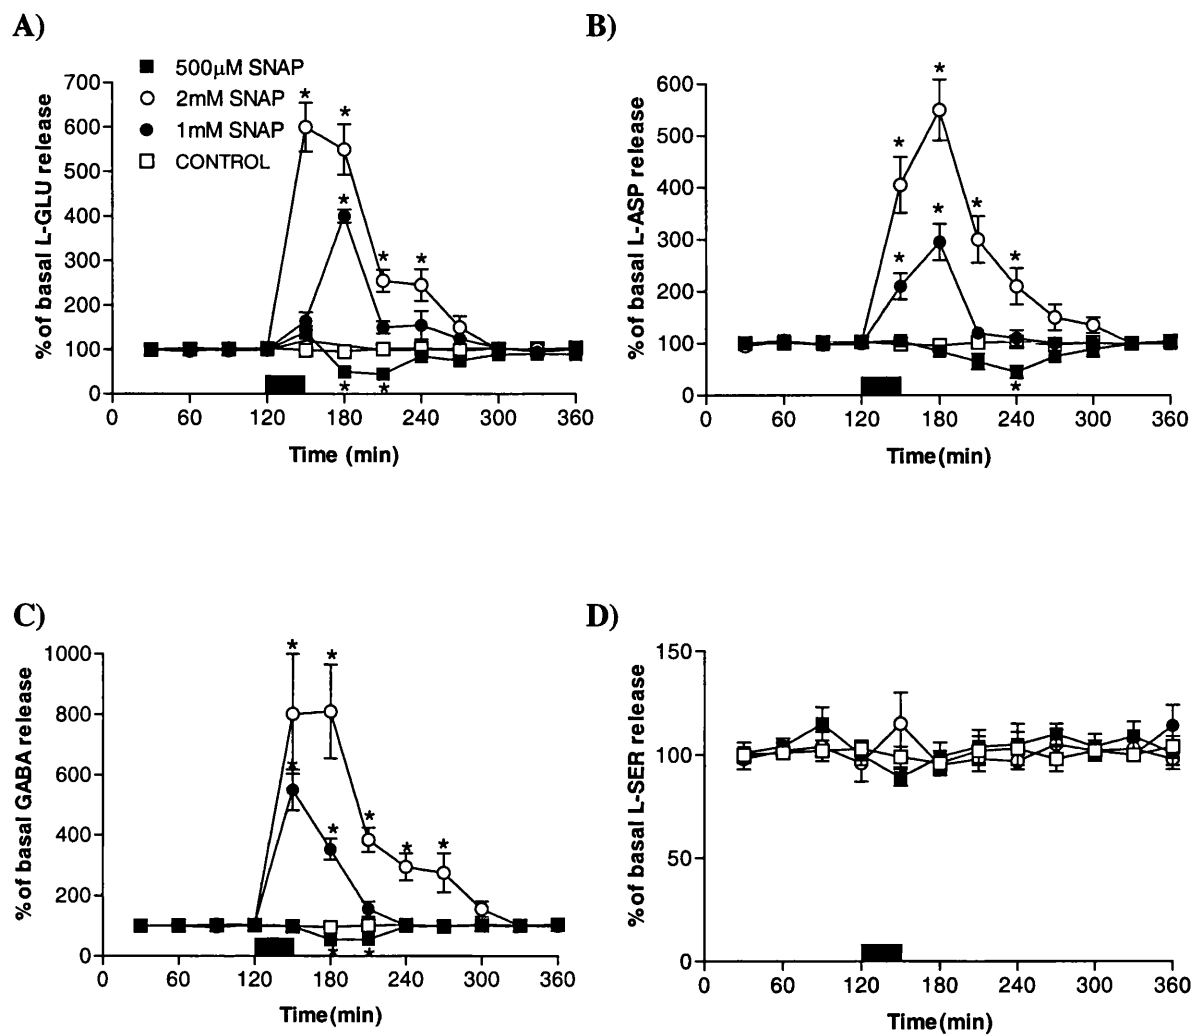 A)
500µM SNAP
2mM SNAP
1mM SNAP
CONTROL
% of basal L-GLU release
700
600
500
400
300
200
100
0
0 60 120 180 240 300 360
Time (min)
* * * * * * *
B)
% of basal L-ASP release
600
500
400
300
200
100
0
0 60 120 180 240 300 360
Time (min)
* * * * * * *
C)
% of basal GABA release
1000
800
600
400
200
0
0 60 120 180 240 300 360
Time (min)
* * * * * * * * *
D)
% of basal L-SER release
150
100
50
0
0 60 120 180 240 300 360
Time (min)